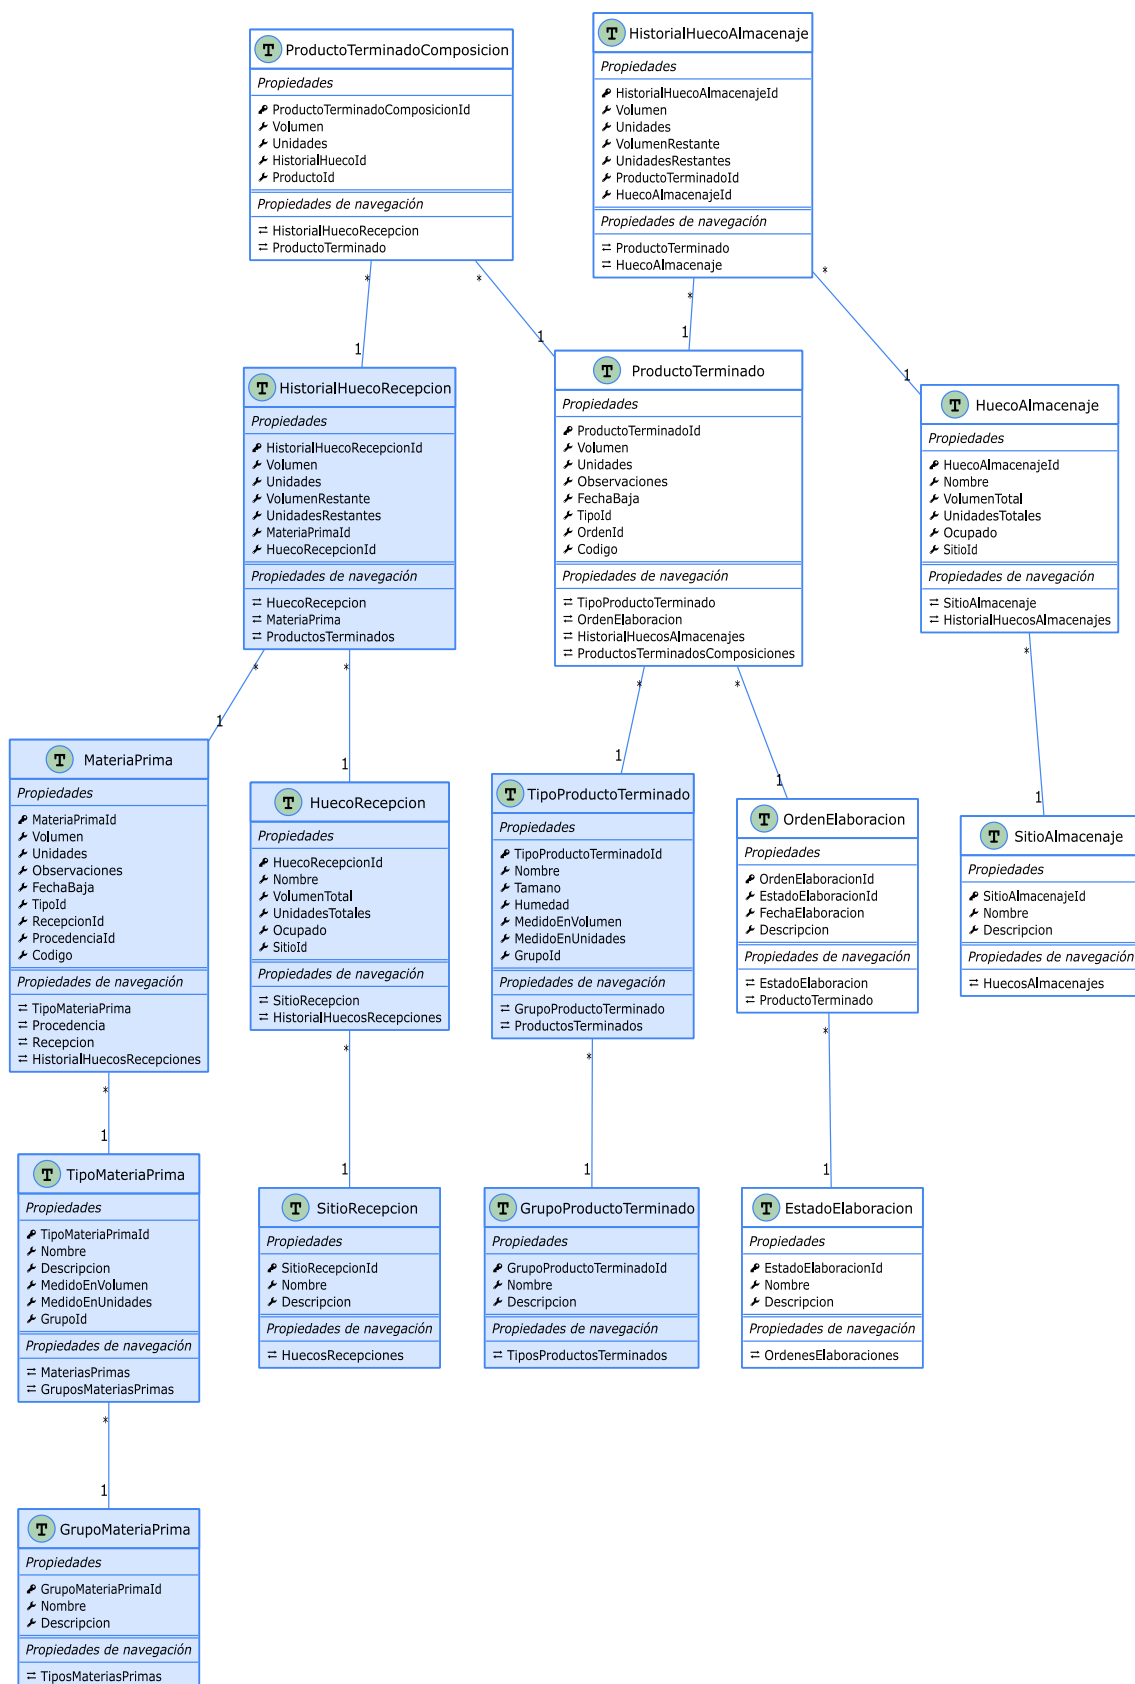 T ProductoTerminadoComposicion
Propiedades
ProductoTerminadoComposicionId
Volumen
Unidades
HistorialHuecoId
ProductoId
Propiedades de navegación
HistorialHuecoRecepcion
ProductoTerminado
T HistorialHuecoAlmacenaje
Propiedades
HistorialHuecoAlmacenajeId
Volumen
Unidades
VolumenRestante
UnidadesRestantes
ProductoTerminadoId
HuecoAlmacenajeId
Propiedades de navegación
ProductoTerminado
HuecoAlmacenaje
*
*
*
*
1
1
1
1
T HistorialHuecoRecepcion
Propiedades
HistorialHuecoRecepcionId
Volumen
Unidades
VolumenRestante
UnidadesRestantes
MateriaPrimaId
HuecoRecepcionId
Propiedades de navegación
HuecoRecepcion
MateriaPrima
ProductosTerminados
T ProductoTerminado
Propiedades
ProductoTerminadoId
Volumen
Unidades
Observaciones
FechaBaja
TipoId
OrdenId
Codigo
Propiedades de navegación
TipoProductoTerminado
OrdenElaboracion
HistorialHuecosAlmacenajes
ProductosTerminadosComposiciones
T HuecoAlmacenaje
Propiedades
HuecoAlmacenajeId
Nombre
VolumenTotal
UnidadesTotales
Ocupado
SitioId
Propiedades de navegación
SitioAlmacenaje
HistorialHuecosAlmacenajes
*
*
*
*
*
1
1
1
1
1
T MateriaPrima
Propiedades
MateriaPrimaId
Volumen
Unidades
Observaciones
FechaBaja
TipoId
RecepcionId
ProcedenciaId
Codigo
Propiedades de navegación
TipoMateriaPrima
Procedencia
Recepcion
HistorialHuecosRecepciones
T HuecoRecepcion
Propiedades
HuecoRecepcionId
Nombre
VolumenTotal
UnidadesTotales
Ocupado
SitioId
Propiedades de navegación
SitioRecepcion
HistorialHuecosRecepciones
T TipoProductoTerminado
Propiedades
TipoProductoTerminadoId
Nombre
Tamano
Humedad
MedidoEnVolumen
MedidoEnUnidades
GrupoId
Propiedades de navegación
GrupoProductoTerminado
ProductosTerminados
T OrdenElaboracion
Propiedades
OrdenElaboracionId
EstadoElaboracionId
FechaElaboracion
Descripcion
Propiedades de navegación
EstadoElaboracion
ProductoTerminado
T SitioAlmacenaje
Propiedades
SitioAlmacenajeId
Nombre
Descripcion
Propiedades de navegación
HuecosAlmacenajes
*
*
*
*
1
1
1
1
T TipoMateriaPrima
Propiedades
TipoMateriaPrimaId
Nombre
Descripcion
MedidoEnVolumen
MedidoEnUnidades
GrupoId
Propiedades de navegación
MateriasPrimas
GruposMateriasPrimas
T SitioRecepcion
Propiedades
SitioRecepcionId
Nombre
Descripcion
Propiedades de navegación
HuecosRecepciones
T GrupoProductoTerminado
Propiedades
GrupoProductoTerminadoId
Nombre
Descripcion
Propiedades de navegación
TiposProductosTerminados
T EstadoElaboracion
Propiedades
EstadoElaboracionId
Nombre
Descripcion
Propiedades de navegación
OrdenesElaboraciones
*
1
T GrupoMateriaPrima
Propiedades
GrupoMateriaPrimaId
Nombre
Descripcion
Propiedades de navegación
TiposMateriasPrimas